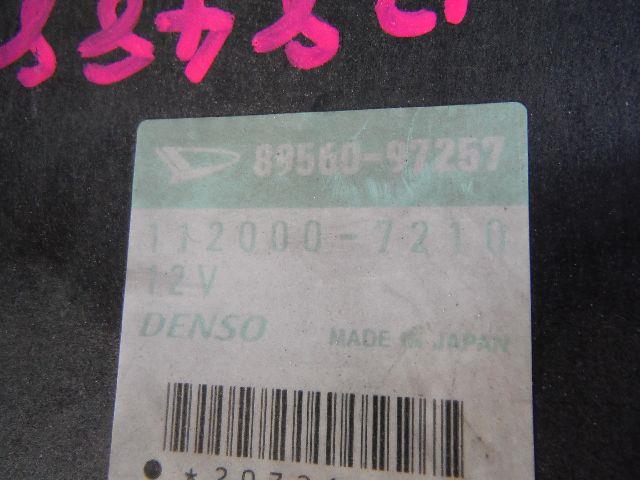 89560-97257
112000-7210
12V
DENSO MADE IN JAPAN